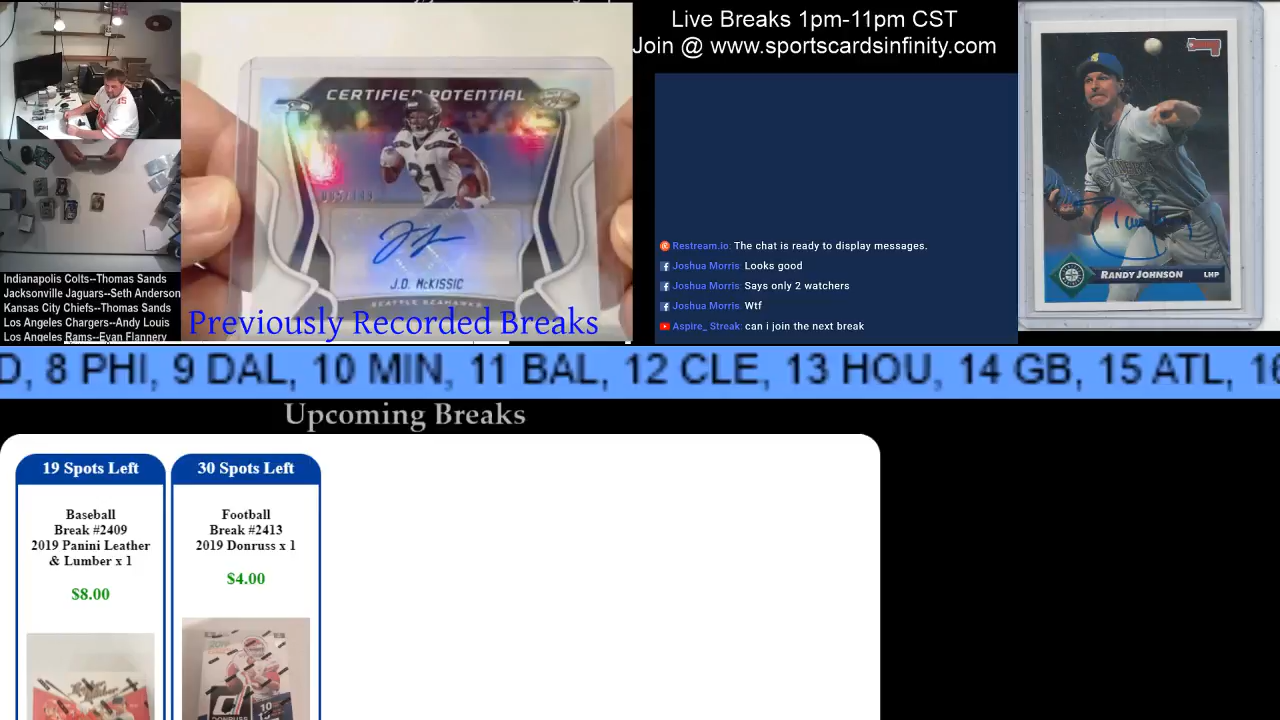 Live Breaks 1pm-11pm CST
Join @ www.sportscardsinfinity.com
CERTIFIED POTENTIAL
21
J.D. McKISSIC
SEATTLE SEAHAWKS
Previously Recorded Breaks
Indianapolis Colts--Thomas Sands
Jacksonville Jaguars--Seth Anderson
Kansas City Chiefs--Thomas Sands
Los Angeles Chargers--Andy Louis
Los Angeles Rams--Evan Flannery
Restream.io: The chat is ready to display messages.
Joshua Morris: Looks good
Joshua Morris: Says only 2 watchers
Joshua Morris: Wtf
Aspire_ Streak: can i join the next break
RANDY JOHNSON LHP
D, 8 PHI, 9 DAL, 10 MIN, 11 BAL, 12 CLE, 13 HOU, 14 GB, 15 ATL, 16
Upcoming Breaks
19 Spots Left
Baseball
Break #2409
2019 Panini Leather
& Lumber x 1
$8.00
30 Spots Left
Football
Break #2413
2019 Donruss x 1
$4.00
DONRUSS
10